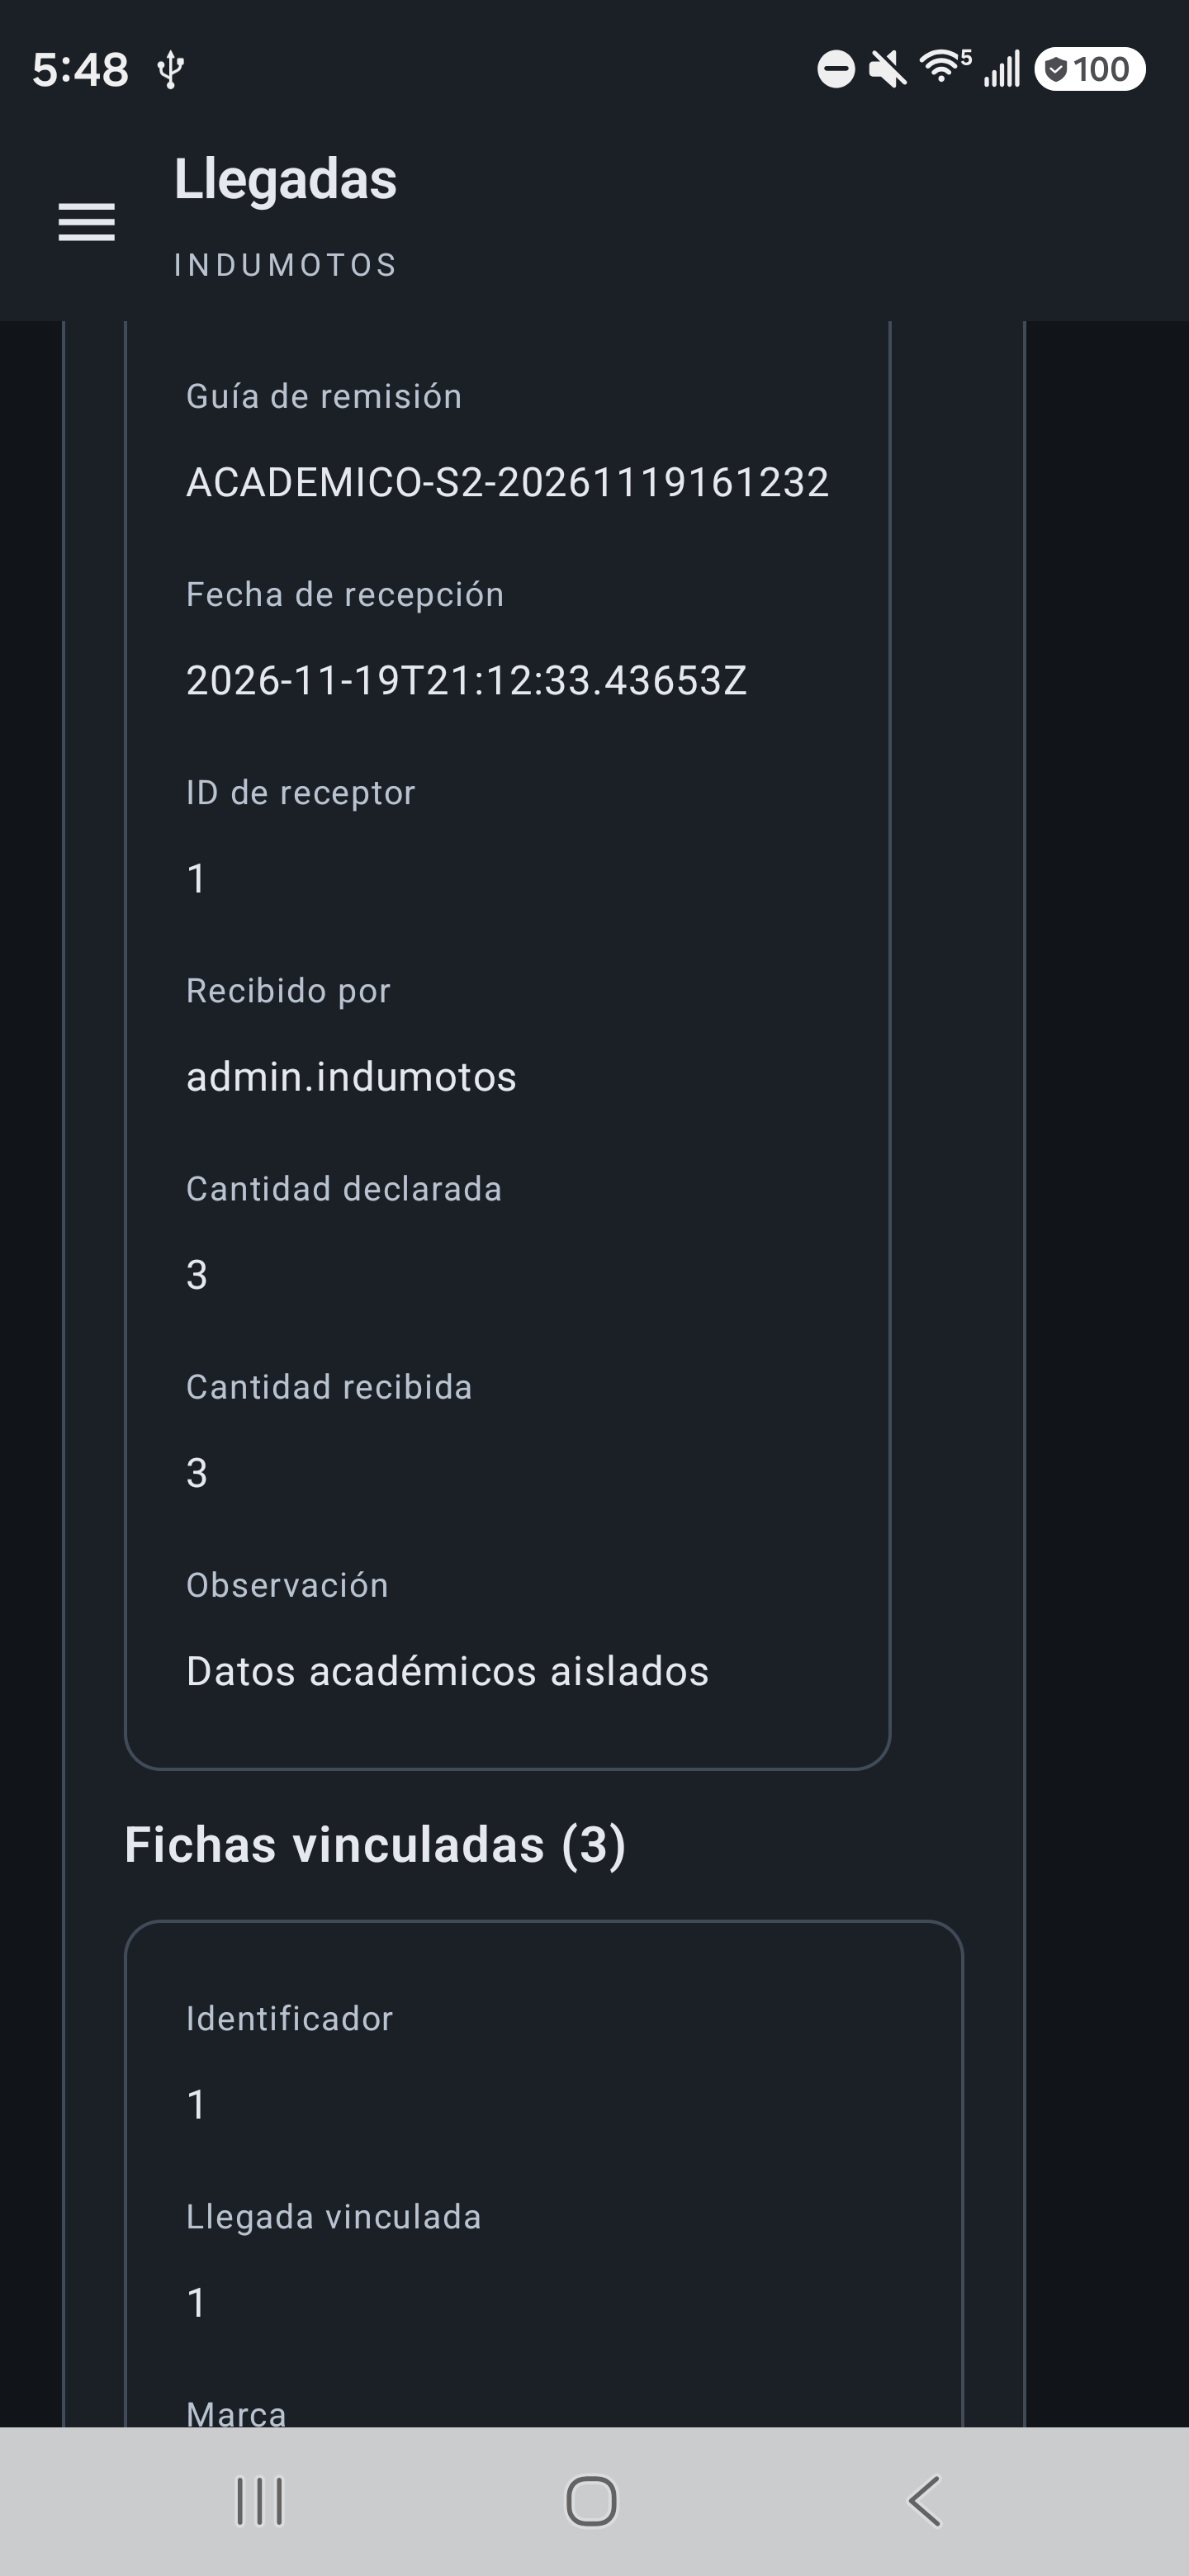 5:48
5
100
Llegadas
INDUMOTOS
Guía de remisión
ACADEMICO-S2-20261119161232
Fecha de recepción
2026-11-19T21:12:33.43653Z
ID de receptor
1
Recibido por
admin.indumotos
Cantidad declarada
3
Cantidad recibida
3
Observación
Datos académicos aislados
Fichas vinculadas (3)
Identificador
1
Llegada vinculada
1
Marca